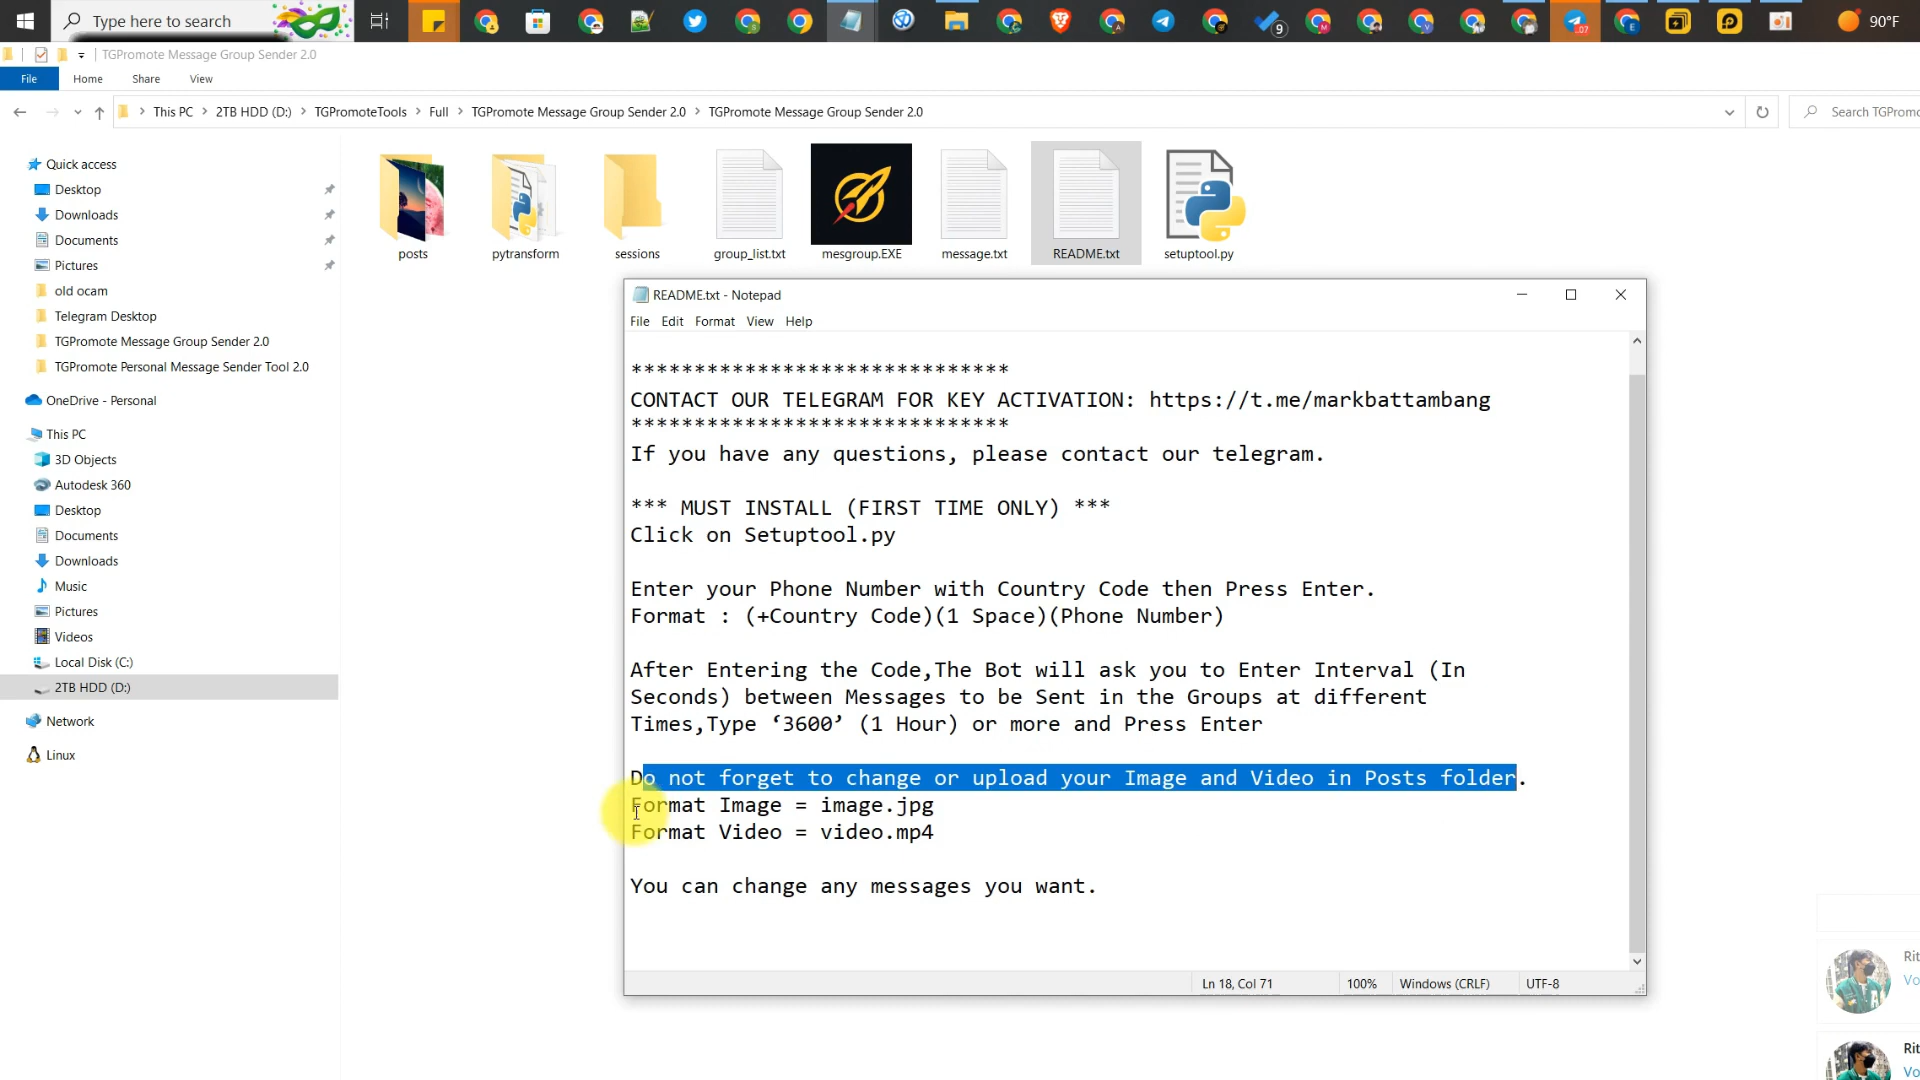 Type here to search
9
07
90°F
TGPromote Message Group Sender 2.0
File Home Share View
This PC > 2TB HDD (D:) > TGPromoteTools > Full > TGPromote Message Group Sender 2.0 > TGPromote Message Group Sender 2.0
Search TGPromo
Quick access
Desktop
Downloads
Documents
Pictures
old ocam
Telegram Desktop
TGPromote Message Group Sender 2.0
TGPromote Personal Message Sender Tool 2.0
OneDrive - Personal
This PC
3D Objects
Autodesk 360
Desktop
Documents
Downloads
Music
Pictures
Videos
Local Disk (C:)
2TB HDD (D:)
Network
Linux
posts
pytransform
sessions
group_list.txt
mesgroup.EXE
message.txt
README.txt
setuptool.py
README.txt - Notepad
File Edit Format View Help
******************************
CONTACT OUR TELEGRAM FOR KEY ACTIVATION: https://t.me/markbattambang
******************************
If you have any questions, please contact our telegram.
*** MUST INSTALL (FIRST TIME ONLY) ***
Click on Setuptool.py
Enter your Phone Number with Country Code then Press Enter.
Format : (+Country Code)(1 Space)(Phone Number)
After Entering the Code,The Bot will ask you to Enter Interval (In
Seconds) between Messages to be Sent in the Groups at different
Times,Type ‘3600’ (1 Hour) or more and Press Enter
Do not forget to change or upload your Image and Video in Posts folder.
Format Image = image.jpg
Format Video = video.mp4
You can change any messages you want.
Ln 18, Col 71
100%
Windows (CRLF)
UTF-8
Rit
Vo
Rit
Vo